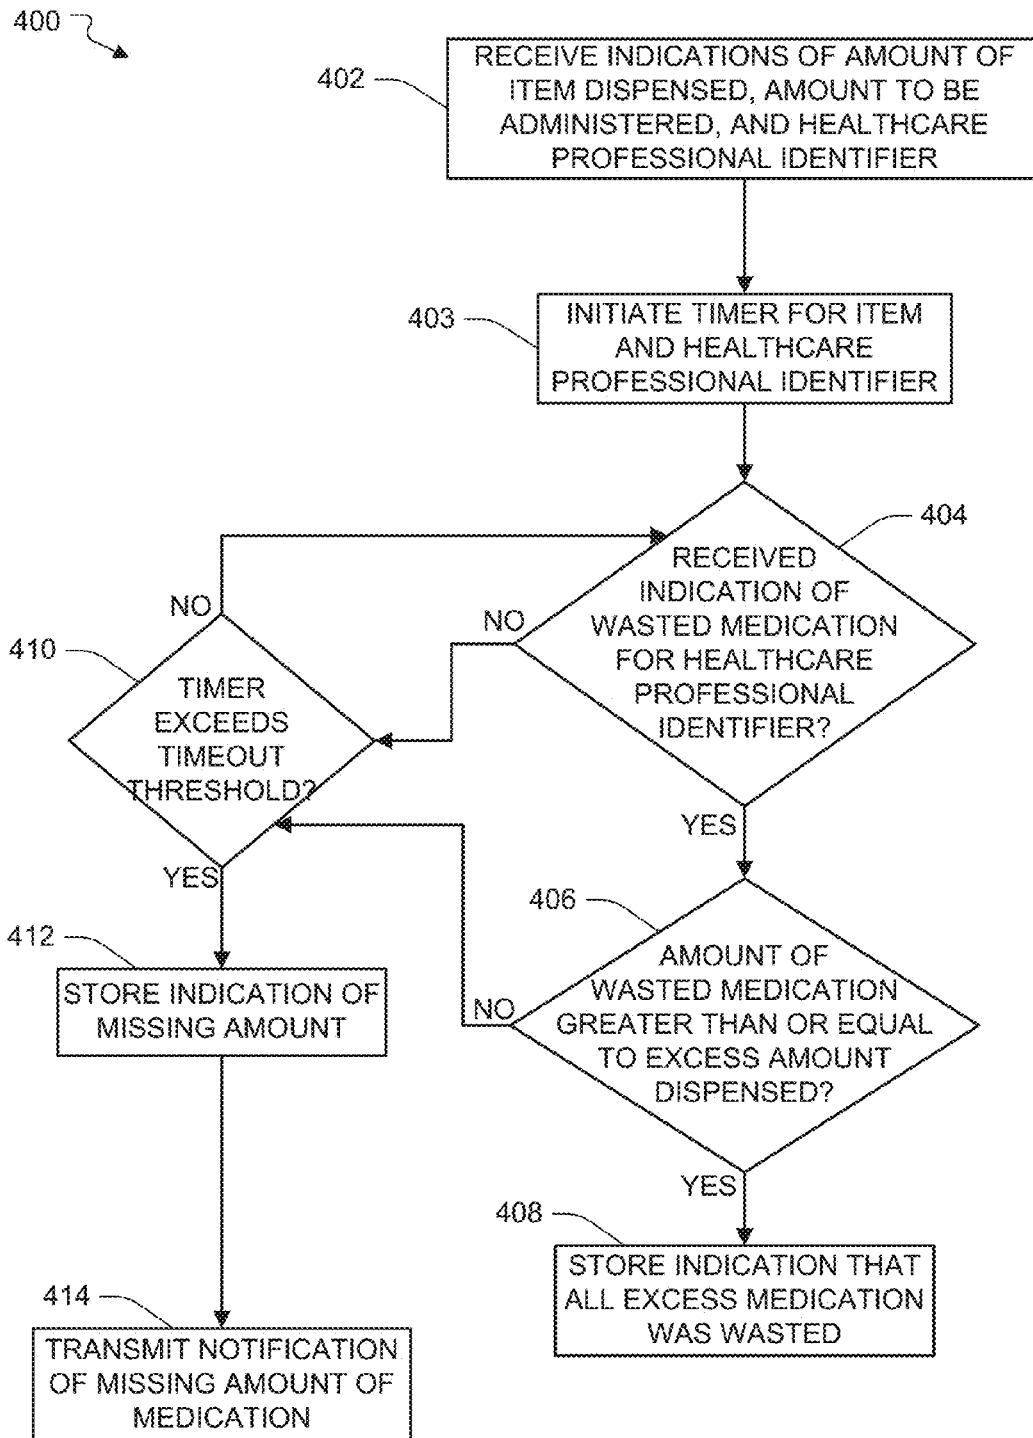 400
402
RECEIVE INDICATIONS OF AMOUNT OF
ITEM DISPENSED, AMOUNT TO BE
ADMINISTERED, AND HEALTHCARE
PROFESSIONAL IDENTIFIER
403
INITIATE TIMER FOR ITEM
AND HEALTHCARE
PROFESSIONAL IDENTIFIER
404
RECEIVED
INDICATION OF
WASTED MEDICATION
FOR HEALTHCARE
PROFESSIONAL
IDENTIFIER?
NO
YES
410
NO
TIMER
EXCEEDS
TIMEOUT
THRESHOLD?
YES
406
AMOUNT OF
WASTED MEDICATION
GREATER THAN OR EQUAL
TO EXCESS AMOUNT
DISPENSED?
NO
YES
412
STORE INDICATION OF
MISSING AMOUNT
408
STORE INDICATION THAT
ALL EXCESS MEDICATION
WAS WASTED
414
TRANSMIT NOTIFICATION
OF MISSING AMOUNT OF
MEDICATION